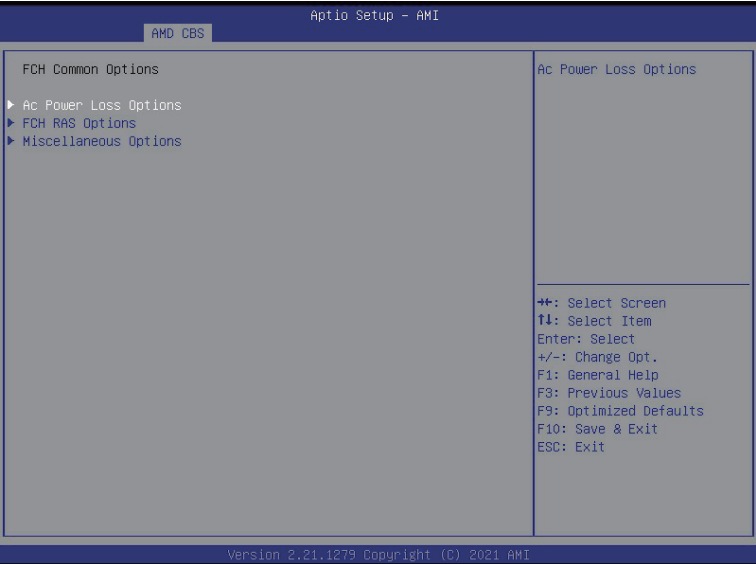 Aptio Setup – AMI
AMD CBS
FCH Common Options
Ac Power Loss Options
FCH RAS Options
Miscellaneous Options
Ac Power Loss Options
→←: Select Screen
↑↓: Select Item
Enter: Select
+/-: Change Opt.
F1: General Help
F3: Previous Values
F9: Optimized Defaults
F10: Save & Exit
ESC: Exit
Version 2.21.1279 Copyright (C) 2021 AMI